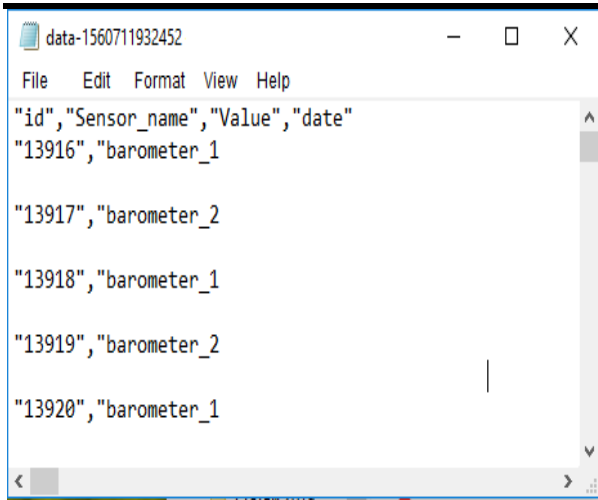 data-1560711932452
File Edit Format View Help
"id","Sensor_name","Value","date"
"13916","barometer_1
"13917","barometer_2
"13918","barometer_1
"13919","barometer_2
"13920","barometer_1